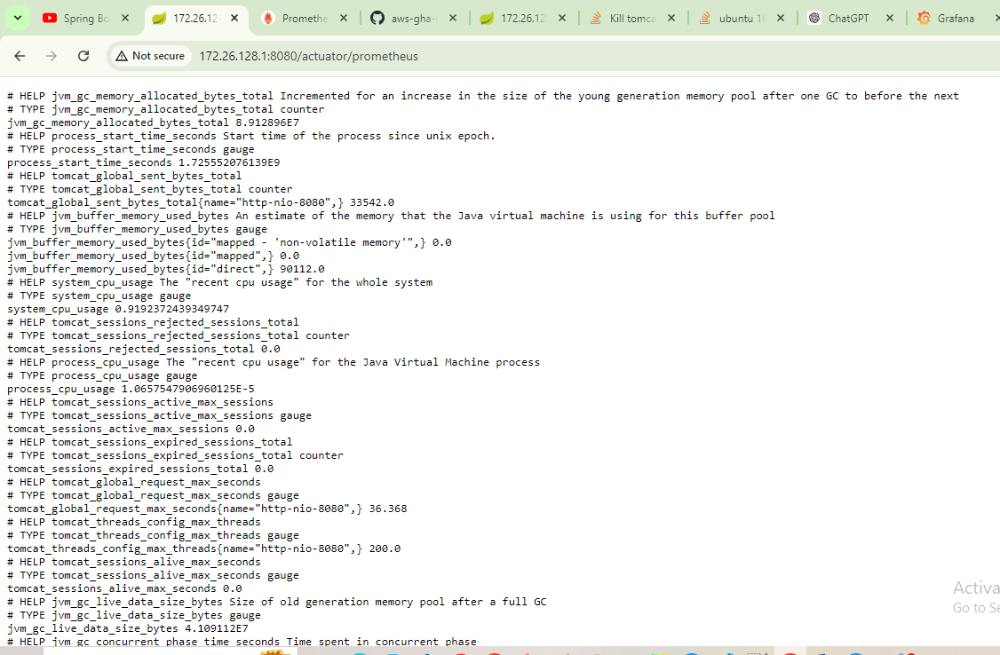 Spring Bo
172.26.12
Promethe
aws-gha-
172.26.12
Kill tomca
ubuntu 16
ChatGPT
Grafana
Not secure
172.26.128.1:8080/actuator/prometheus
# HELP jvm_gc_memory_allocated_bytes_total Incremented for an increase in the size of the young generation memory pool after one GC to before the next
# TYPE jvm_gc_memory_allocated_bytes_total counter
jvm_gc_memory_allocated_bytes_total 8.912896E7
# HELP process_start_time_seconds Start time of the process since unix epoch.
# TYPE process_start_time_seconds gauge
process_start_time_seconds 1.725552076139E9
# HELP tomcat_global_sent_bytes_total
# TYPE tomcat_global_sent_bytes_total counter
tomcat_global_sent_bytes_total{name="http-nio-8080",} 33542.0
# HELP jvm_buffer_memory_used_bytes An estimate of the memory that the Java virtual machine is using for this buffer pool
# TYPE jvm_buffer_memory_used_bytes gauge
jvm_buffer_memory_used_bytes{id="mapped - 'non-volatile memory'",} 0.0
jvm_buffer_memory_used_bytes{id="mapped",} 0.0
jvm_buffer_memory_used_bytes{id="direct",} 90112.0
# HELP system_cpu_usage The "recent cpu usage" for the whole system
# TYPE system_cpu_usage gauge
system_cpu_usage 0.9192372439349747
# HELP tomcat_sessions_rejected_sessions_total
# TYPE tomcat_sessions_rejected_sessions_total counter
tomcat_sessions_rejected_sessions_total 0.0
# HELP process_cpu_usage The "recent cpu usage" for the Java Virtual Machine process
# TYPE process_cpu_usage gauge
process_cpu_usage 1.0657547906960125E-5
# HELP tomcat_sessions_active_max_sessions
# TYPE tomcat_sessions_active_max_sessions gauge
tomcat_sessions_active_max_sessions 0.0
# HELP tomcat_sessions_expired_sessions_total
# TYPE tomcat_sessions_expired_sessions_total counter
tomcat_sessions_expired_sessions_total 0.0
# HELP tomcat_global_request_max_seconds
# TYPE tomcat_global_request_max_seconds gauge
tomcat_global_request_max_seconds{name="http-nio-8080",} 36.368
# HELP tomcat_threads_config_max_threads
# TYPE tomcat_threads_config_max_threads gauge
tomcat_threads_config_max_threads{name="http-nio-8080",} 200.0
# HELP tomcat_sessions_alive_max_seconds
# TYPE tomcat_sessions_alive_max_seconds gauge
tomcat_sessions_alive_max_seconds 0.0
# HELP jvm_gc_live_data_size_bytes Size of old generation memory pool after a full GC
# TYPE jvm_gc_live_data_size_bytes gauge
jvm_gc_live_data_size_bytes 4.109112E7
# HELP jvm_gc_concurrent_phase_time_seconds Time spent in concurrent phase
Activa
Go to Se